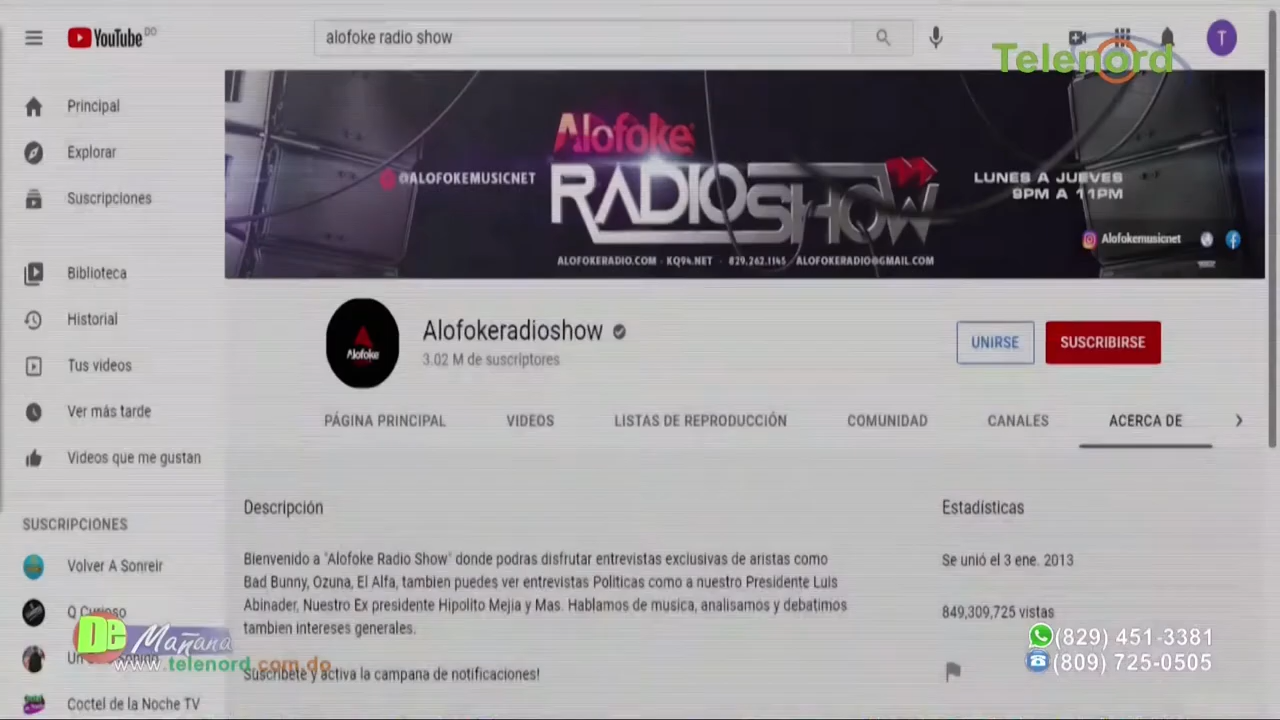 YouTube DO
alofoke radio show
T
Telenord
Principal
Explorar
Suscripciones
Biblioteca
Historial
Tus videos
Ver más tarde
Videos que me gustan
SUSCRIPCIONES
Volver A Sonreir
Q Curioso
Coctel de la Noche TV
Alofoke
RADIO SHOW
@ALOFOKEMUSICNET
LUNES A JUEVES
9PM A 11PM
Alofokemusicnet
ALOFOKERADIO.COM · KQ94.NET · 829.262.1145 ALOFOKERADIO@GMAIL.COM
Alofoke
Alofokeradioshow
3.02 M de suscriptores
UNIRSE
SUSCRIBIRSE
PÁGINA PRINCIPAL
VIDEOS
LISTAS DE REPRODUCCIÓN
COMUNIDAD
CANALES
ACERCA DE
Descripción
Bienvenido a "Alofoke Radio Show" donde podras disfrutar entrevistas exclusivas de aristas como
Bad Bunny, Ozuna, El Alfa, tambien puedes ver entrevistas Politicas como a nuestro Presidente Luis
Abinader, Nuestro Ex presidente Hipolito Mejia y Mas. Hablamos de musica, analisamos y debatimos
tambien intereses generales.
Suscribete y activa la campana de notificaciones!
Estadísticas
Se unió el 3 ene. 2013
849,309,725 vistas
De Mañana
www.telenord.com.do
(829) 451-3381
(809) 725-0505